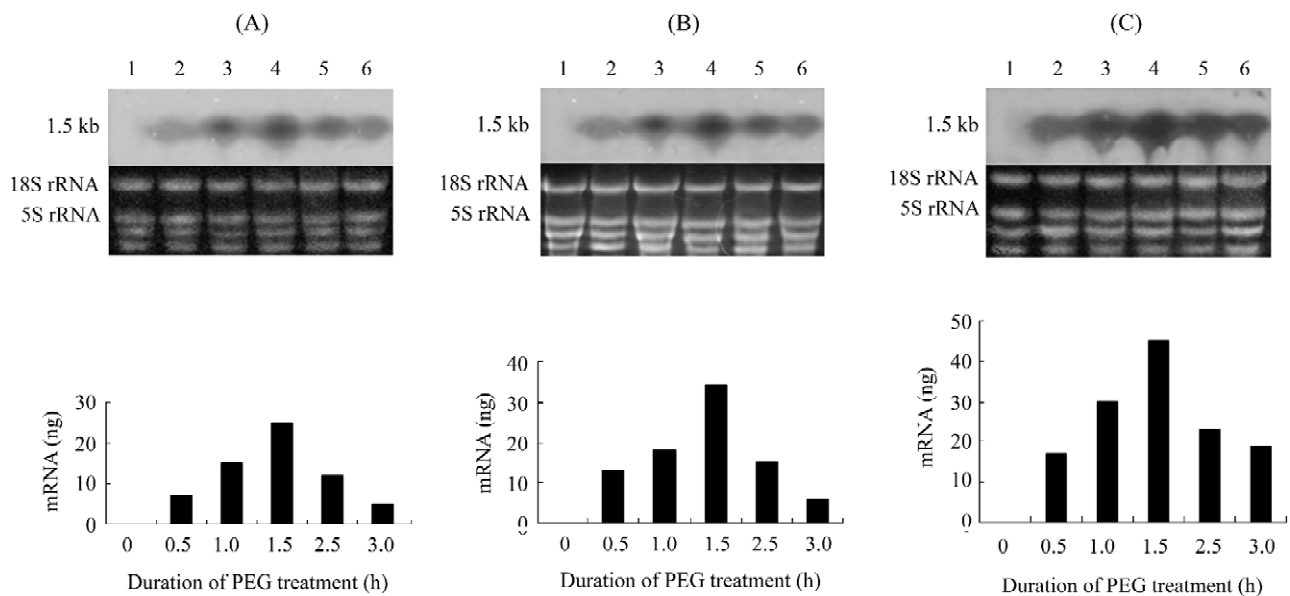 (A)
1 2 3 4 5 6
1.5 kb
18S rRNA
5S rRNA
30
20
10
0
mRNA (ng)
0 0.5 1.0 1.5 2.5 3.0
Duration of PEG treatment (h)
(B)
1 2 3 4 5 6
1.5 kb
18S rRNA
5S rRNA
40
30
20
10
0
mRNA (ng)
0 0.5 1.0 1.5 2.5 3.0
Duration of PEG treatment (h)
(C)
1 2 3 4 5 6
1.5 kb
18S rRNA
5S rRNA
50
40
30
20
10
0
mRNA (ng)
0 0.5 1.0 1.5 2.5 3.0
Duration of PEG treatment (h)